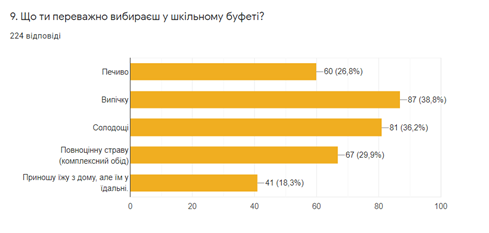 9. Що ти переважно вибираєш у шкільному буфеті?
224 відповіді
Печиво
60 (26,8%)
Випічку
87 (38,8%)
Солодощі
81 (36,2%)
Повноцінну страву
(комплексний обід)
67 (29,9%)
Приношу їжу з дому, але їм у
їдальні.
41 (18,3%)
0 20 40 60 80 100